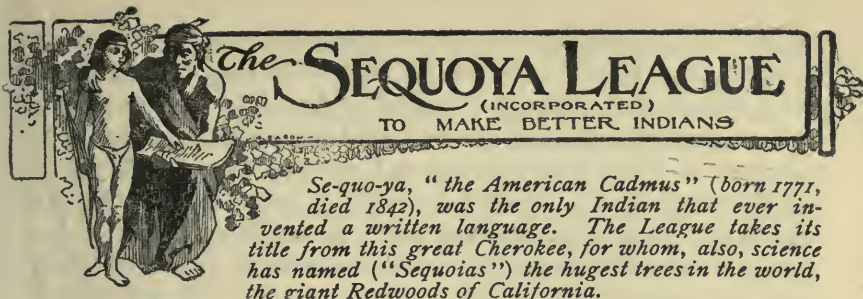 The SEQUOYA LEAGUE
(INCORPORATED)
TO MAKE BETTER INDIANS
Se-quo-ya, "the American Cadmus" (born 1771,
died 1842), was the only Indian that ever in-
vented a written language. The League takes its
title from this great Cherokee, for whom, also, science
has named ("Sequoias") the hugest trees in the world,
the giant Redwoods of California.